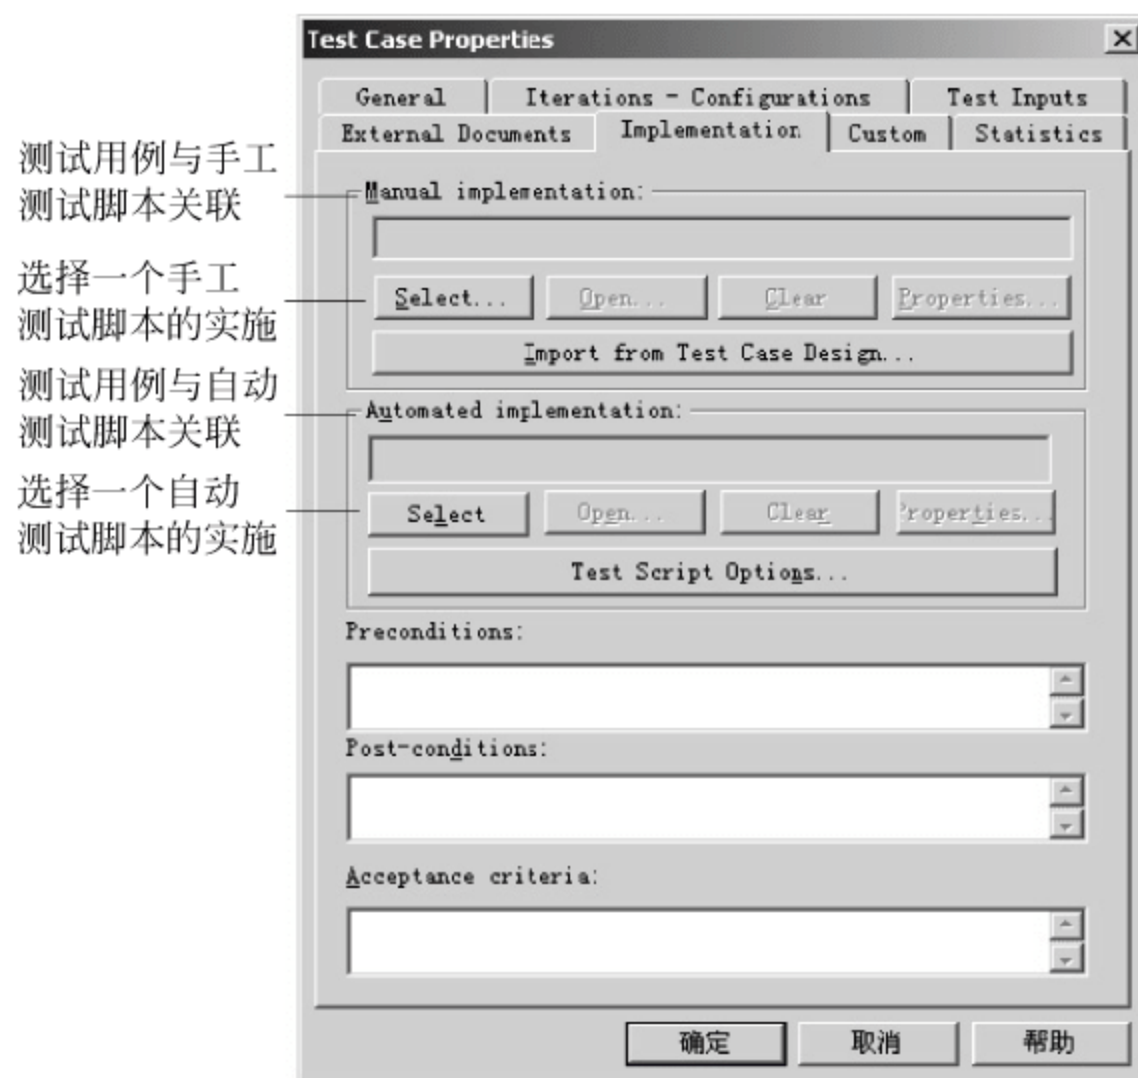 Test Case Properties
General
Iterations - Configurations
Test Inputs
External Documents
Implementation
Custom
Statistics
测试用例与手工
测试脚本关联
Manual implementation:
选择一个手工
测试脚本的实施
Select...
Open...
Clear
Properties...
Import from Test Case Design...
测试用例与自动
测试脚本关联
Automated implementation:
选择一个自动
测试脚本的实施
Select
Open...
Clear
Properties...
Test Script Options...
Preconditions:
Post-conditions:
Acceptance criteria:
确定
取消
帮助